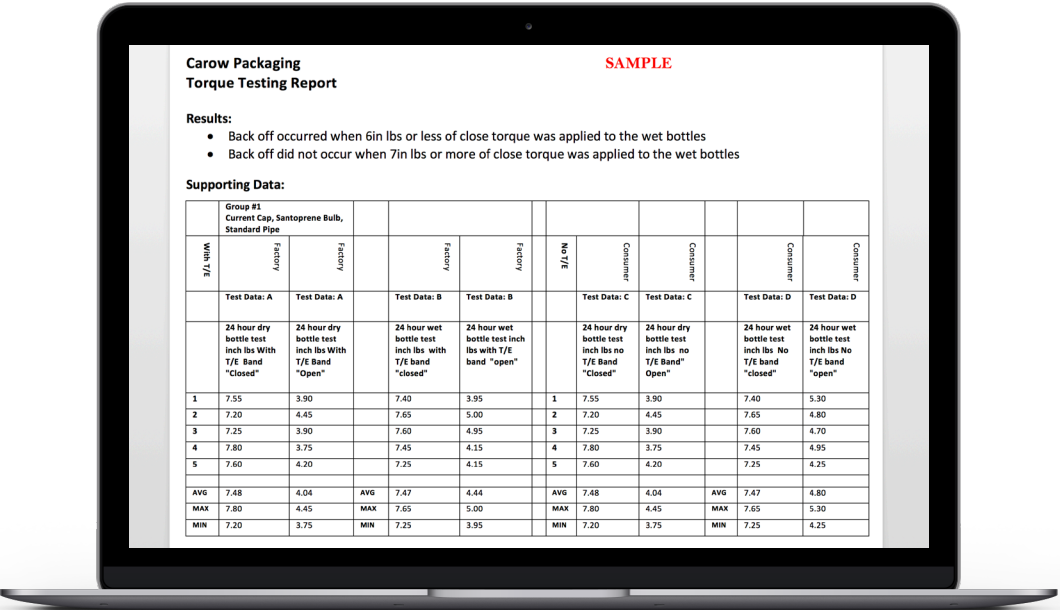 Carow Packaging SAMPLE
Torque Testing Report
Results:
• Back off occurred when 6in lbs or less of close torque was applied to the wet bottles
• Back off did not occur when 7in lbs or more of close torque was applied to the wet bottles
Supporting Data:
Group #1
Current Cap, Santoprene Bulb,
Standard Pipe
With T/E Factory Factory Factory Factory No T/E Consumer Consumer Consumer Consumer
Test Data: A Test Data: A Test Data: B Test Data: B Test Data: C Test Data: C Test Data: D Test Data: D
24 hour dry 24 hour dry 24 hour wet 24 hour wet 24 hour dry 24 hour dry 24 hour wet 24 hour wet
bottle test bottle test bottle test bottle test inch bottle test bottle test bottle test bottle test
inch lbs With inch lbs With inch lbs with lbs with T/E inch lbs no inch lbs no inch lbs No inch lbs No
T/E Band T/E Band T/E band band "open" T/E Band T/E Band" T/E band T/E band
"Closed" "Open" "closed" "Closed" Open" "closed" "open"
1 7.55 3.90 7.40 3.95 1 7.55 3.90 7.40 5.30
2 7.20 4.45 7.65 5.00 2 7.20 4.45 7.65 4.80
3 7.25 3.90 7.60 4.95 3 7.25 3.90 7.60 4.70
4 7.80 3.75 7.45 4.15 4 7.80 3.75 7.45 4.95
5 7.60 4.20 7.25 4.15 5 7.60 4.20 7.25 4.25
AVG 7.48 4.04 AVG 7.47 4.44 AVG 7.48 4.04 AVG 7.47 4.80
MAX 7.80 4.45 MAX 7.65 5.00 MAX 7.80 4.45 MAX 7.65 5.30
MIN 7.20 3.75 MIN 7.25 3.95 MIN 7.20 3.75 MIN 7.25 4.25